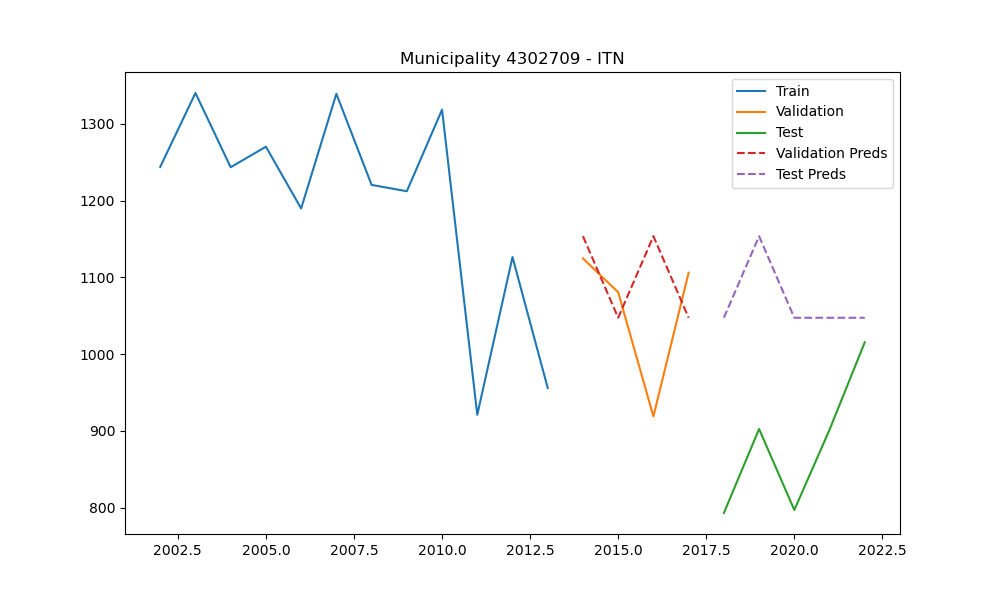 Municipality 4302709 - ITN
Train
Validation
Test
Validation Preds
Test Preds
1300
1200
1100
1000
900
800
2002.5 2005.0 2007.5 2010.0 2012.5 2015.0 2017.5 2020.0 2022.5